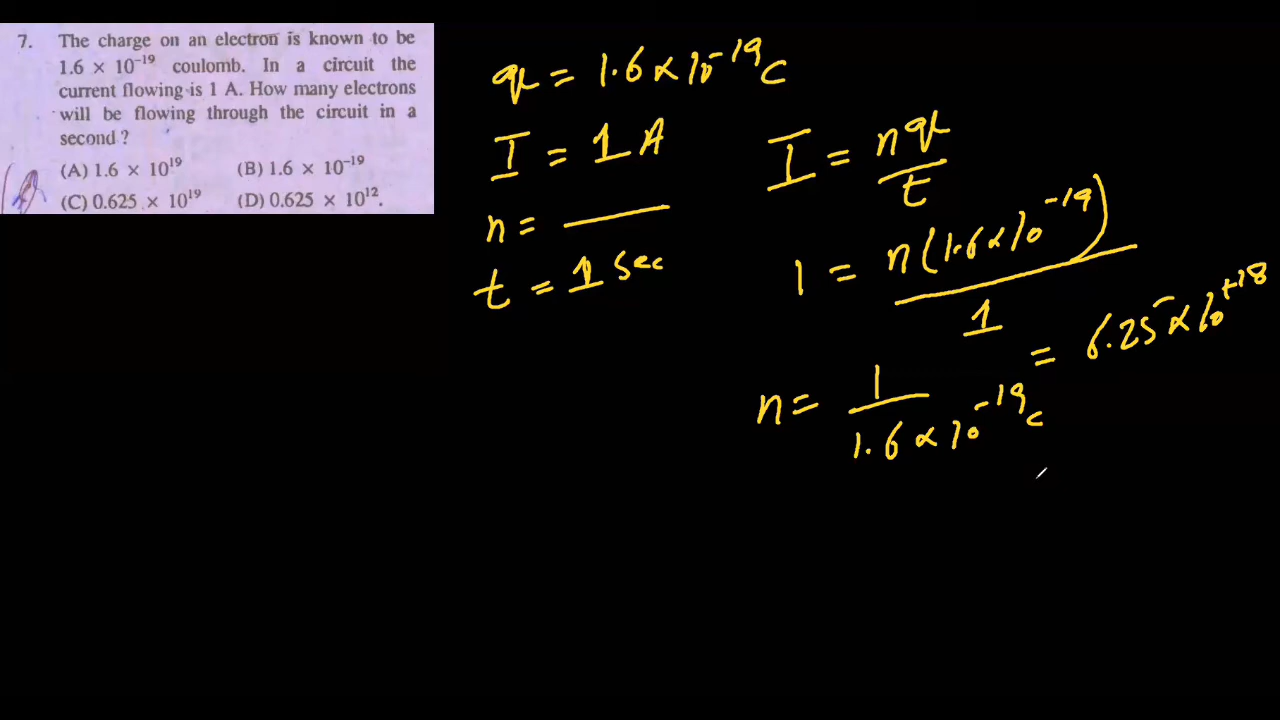 7. The charge on an electron is known to be
1.6 × 10⁻¹⁹ coulomb. In a circuit the
current flowing is 1 A. How many electrons
will be flowing through the circuit in a
second ?
(A) 1.6 × 10¹⁹ (B) 1.6 × 10⁻¹⁹
(C) 0.625 × 10¹⁹ (D) 0.625 × 10¹².
q = 1.6 × 10⁻¹⁹ C
I = 1 A
n =
t = 1 sec
I = nq / t
1 = n(1.6 × 10⁻¹⁹) / 1
n = 1 / 1.6 × 10⁻¹⁹ C
= 6.25 × 10⁺¹⁸